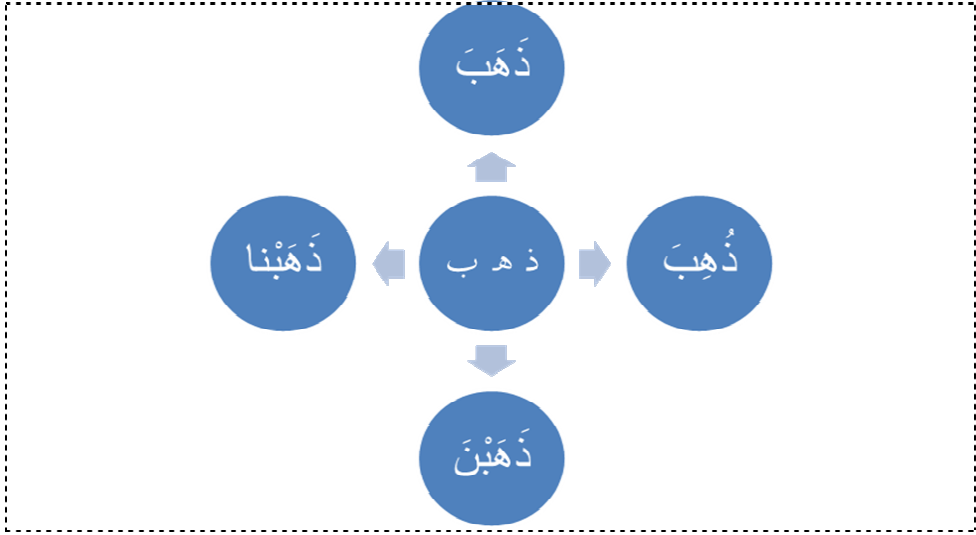 ذَهَبَ
ذُهِبَ
ذ ه ب
ذَهَبْنا
ذَهَبْنَ